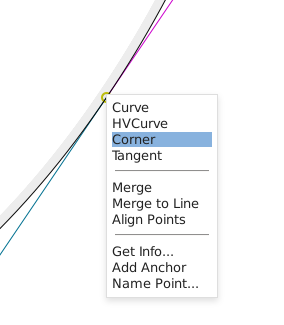 Curve
HVCurve
Corner
Tangent
Merge
Merge to Line
Align Points
Get Info...
Add Anchor
Name Point...